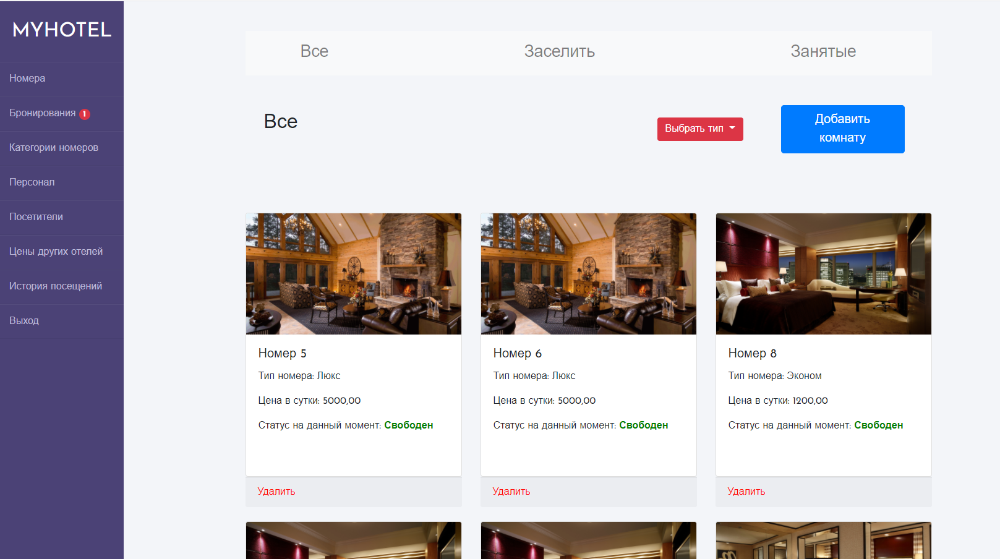 MYHOTEL
Номера
Бронирования 1
Категории номеров
Персонал
Посетители
Цены других отелей
История посещений
Выход
Все Заселить Занятые
Все
Выбрать тип
Добавить
комнату
Номер 5
Тип номера: Люкс
Цена в сутки: 5000,00
Статус на данный момент: Свободен
Удалить
Номер 6
Тип номера: Люкс
Цена в сутки: 5000,00
Статус на данный момент: Свободен
Удалить
Номер 8
Тип номера: Эконом
Цена в сутки: 1200,00
Статус на данный момент: Свободен
Удалить